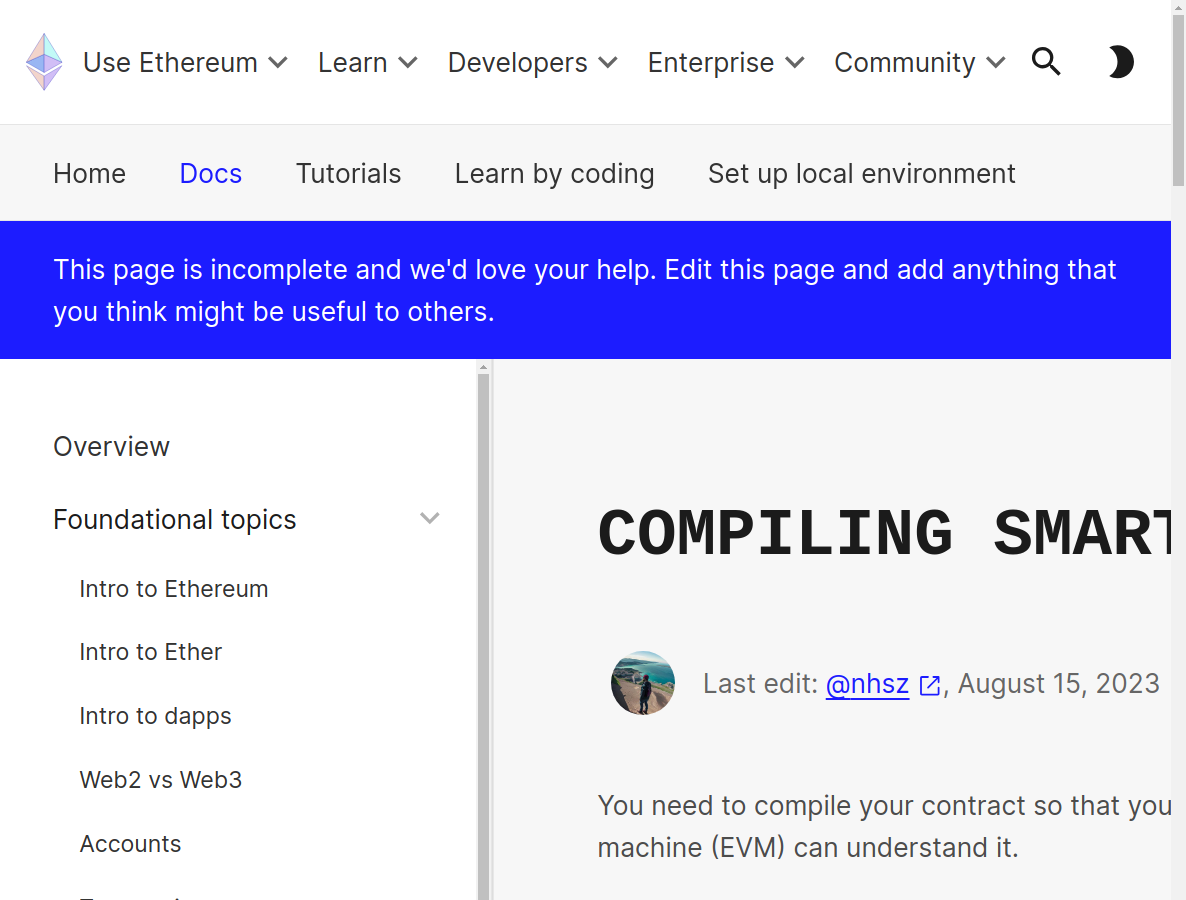 Use Ethereum Learn Developers Enterprise Community
Home Docs Tutorials Learn by coding Set up local environment
This page is incomplete and we'd love your help. Edit this page and add anything that
you think might be useful to others.
Overview
Foundational topics
Intro to Ethereum
Intro to Ether
Intro to dapps
Web2 vs Web3
Accounts
COMPILING SMART
Last edit: @nhsz, August 15, 2023
You need to compile your contract so that you
machine (EVM) can understand it.